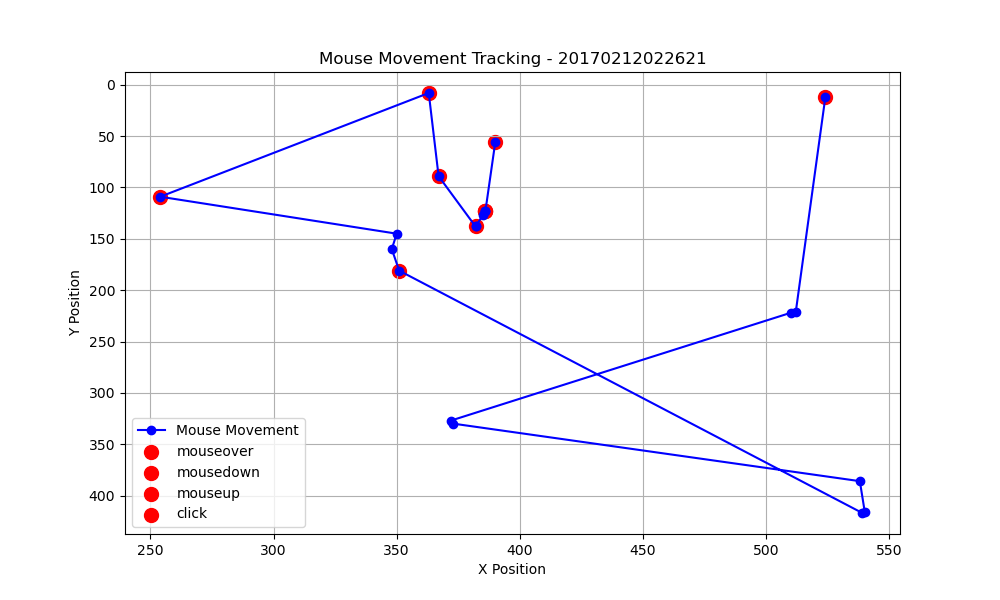 Mouse Movement Tracking - 20170212022621
0
50
100
150
200
250
300
350
400
Y Position
Mouse Movement
mouseover
mousedown
mouseup
click
250
300
350
400
450
500
550
X Position